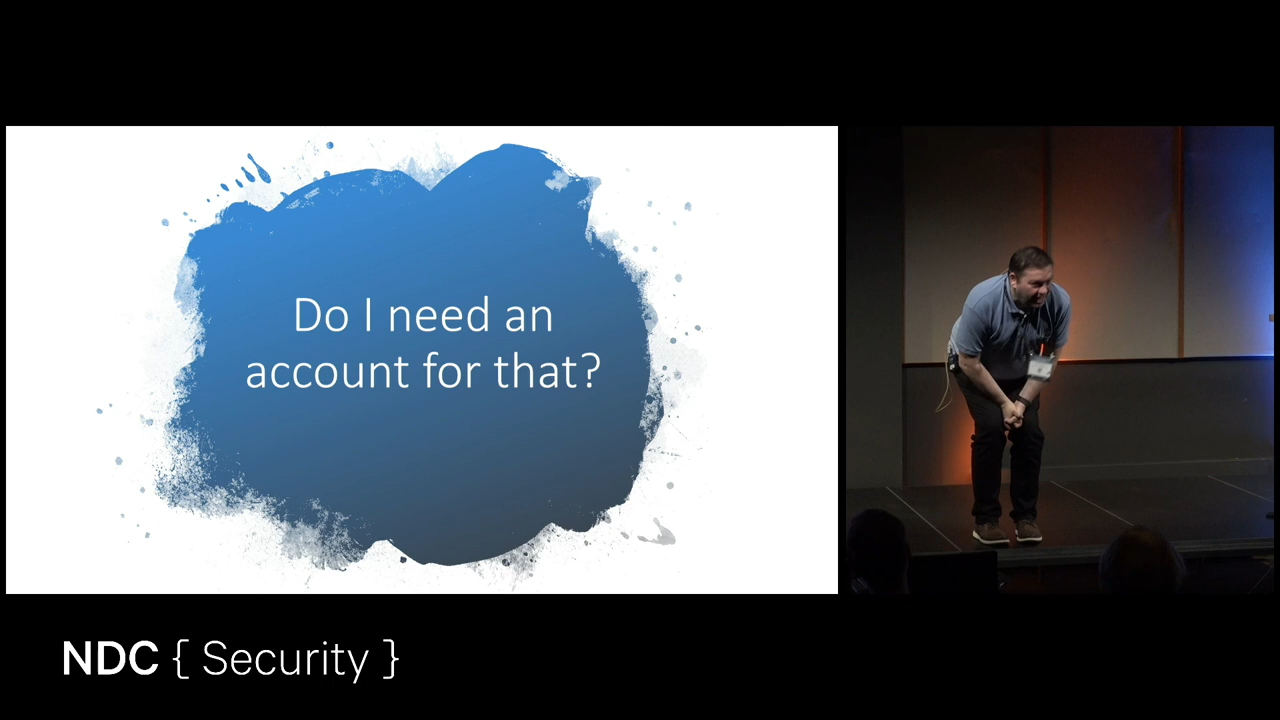 Do I need an
account for that?
NDC { Security }